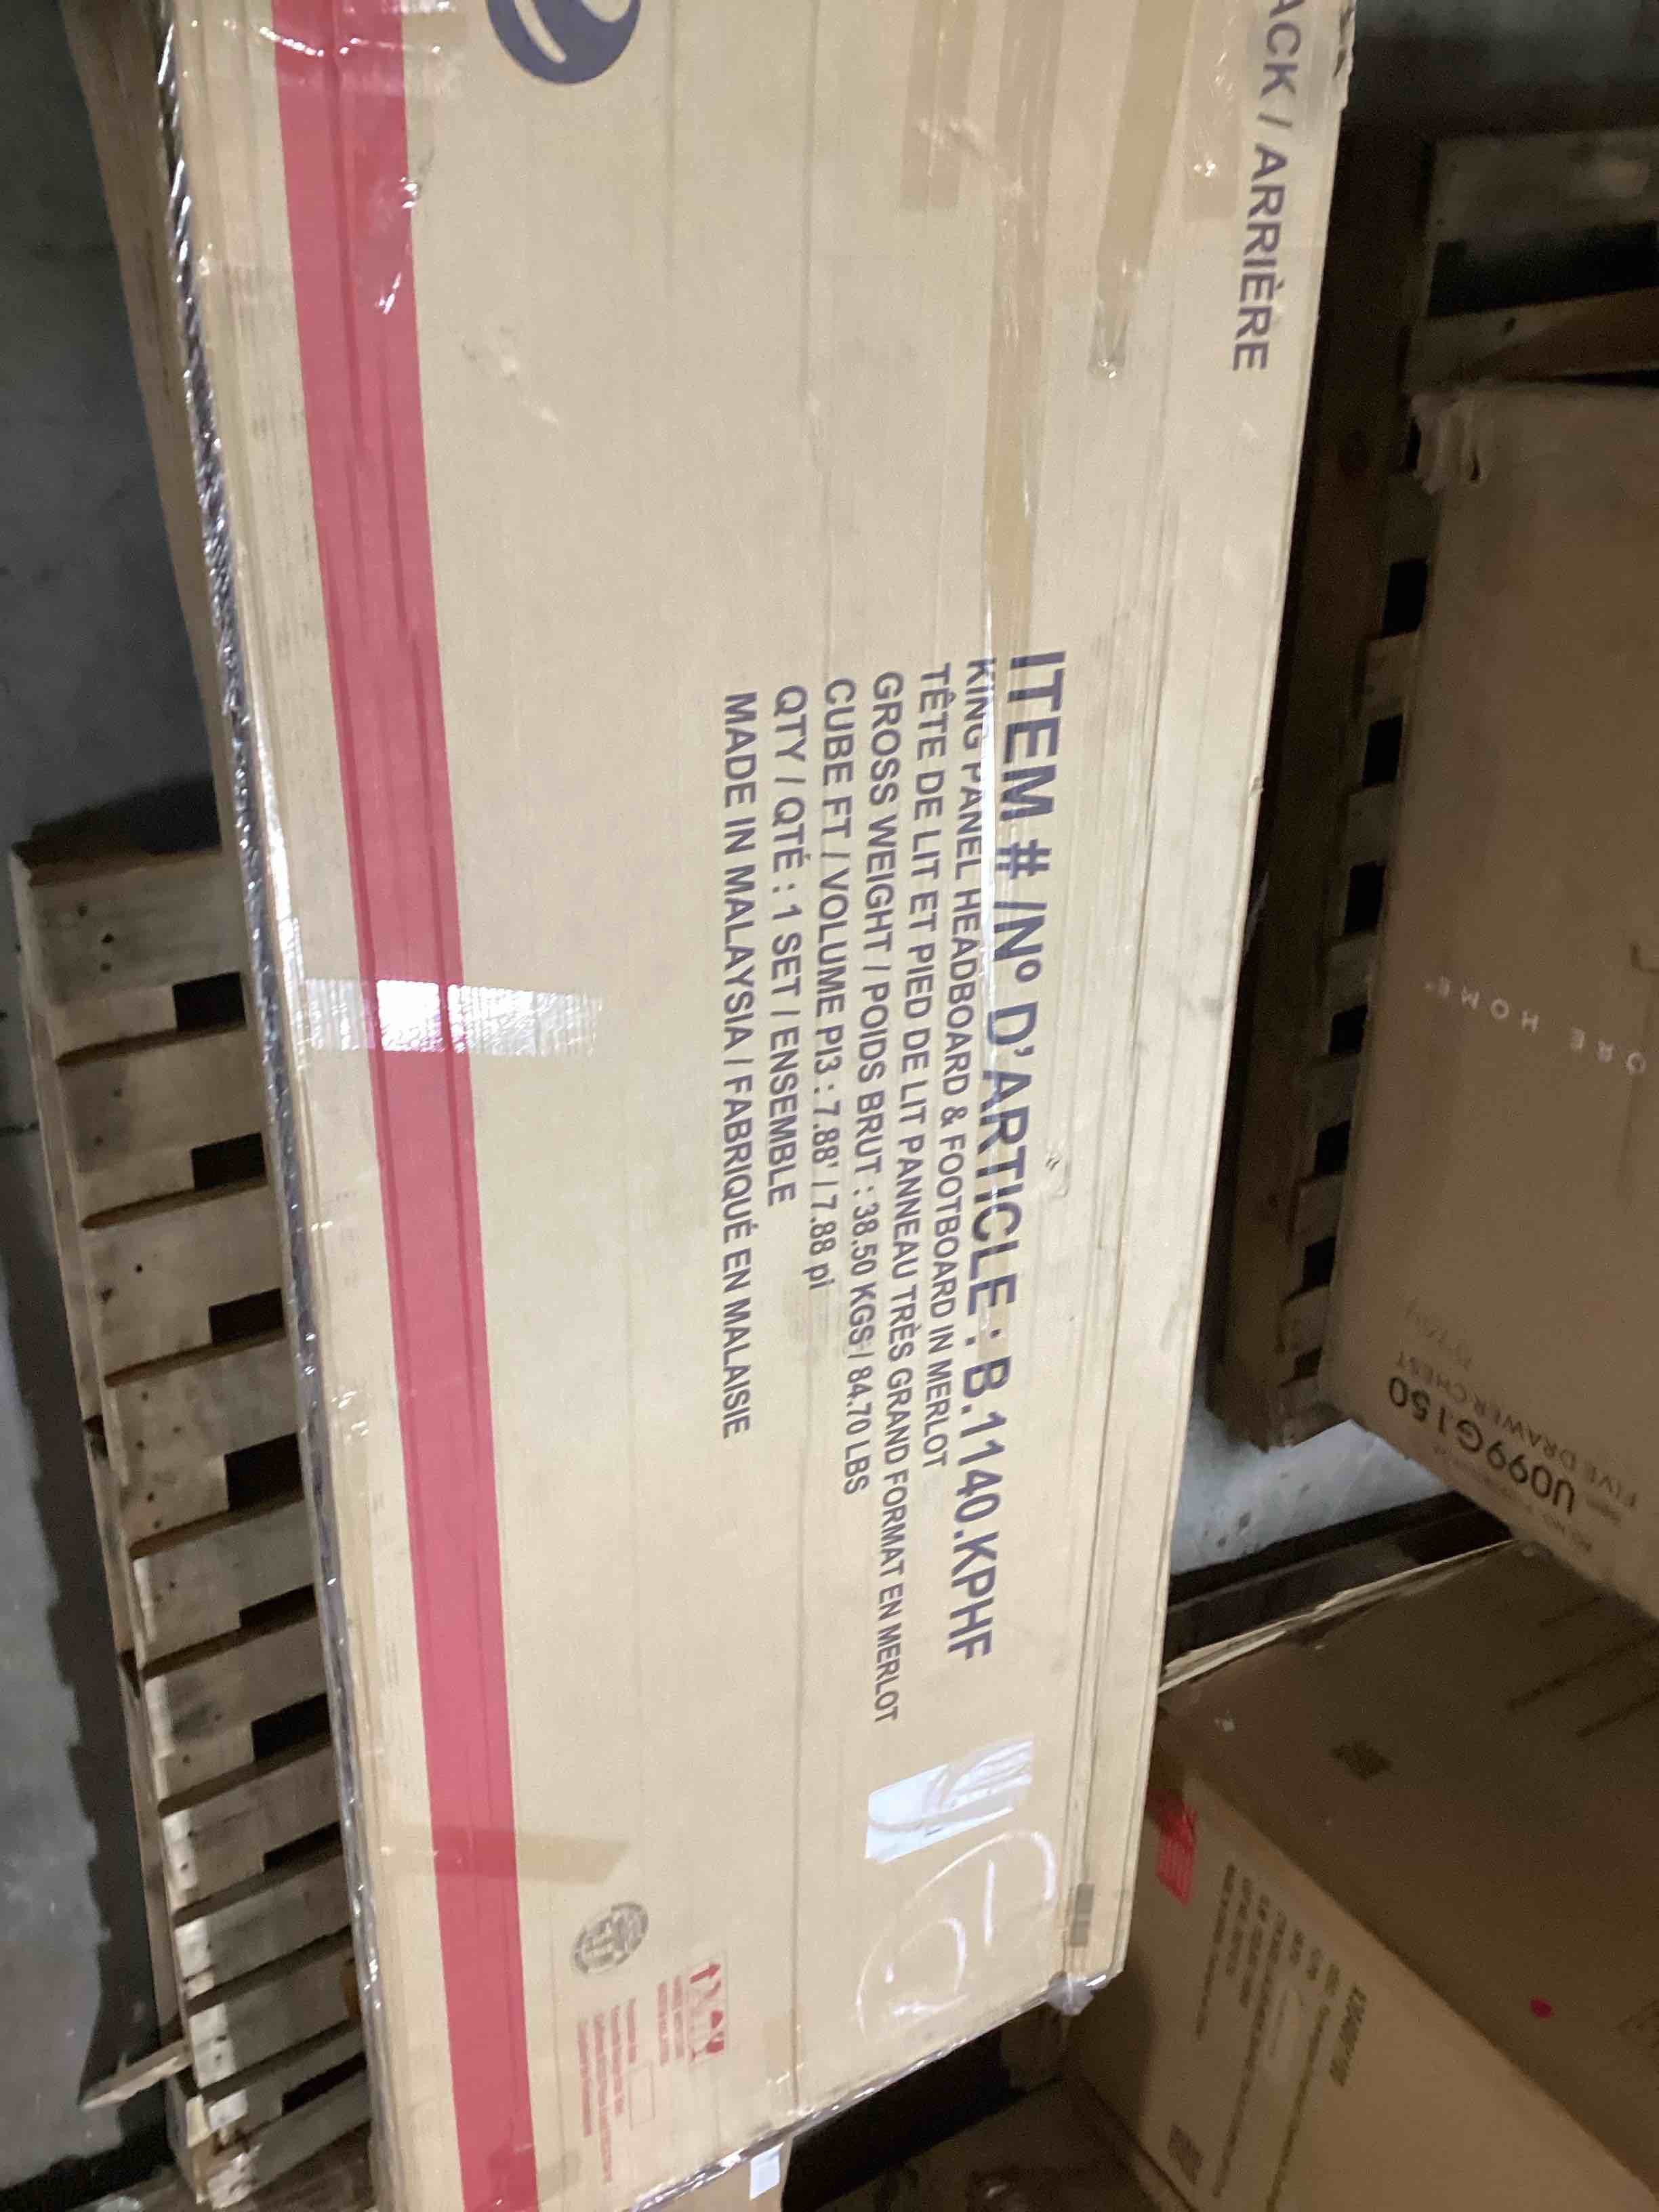 ACK / ARRIÈRE
ITEM # /Nº D'ARTICLE : B.1140.KPHF
KING PANEL HEADBOARD & FOOTBOARD IN MERLOT
TÊTE DE LIT ET PIED DE LIT PANNEAU TRÈS GRAND FORMAT EN MERLOT
GROSS WEIGHT / POIDS BRUT : 38.50 KGS / 84.70 LBS
CUBE FT / VOLUME PI3 : 7.88' / 7.88 pi
QTY / QTÉ : 1 SET / ENSEMBLE
MADE IN MALAYSIA / FABRIQUÉ EN MALAISIE
ORE HOME
U099G150
FIVE DRAWER CHEST